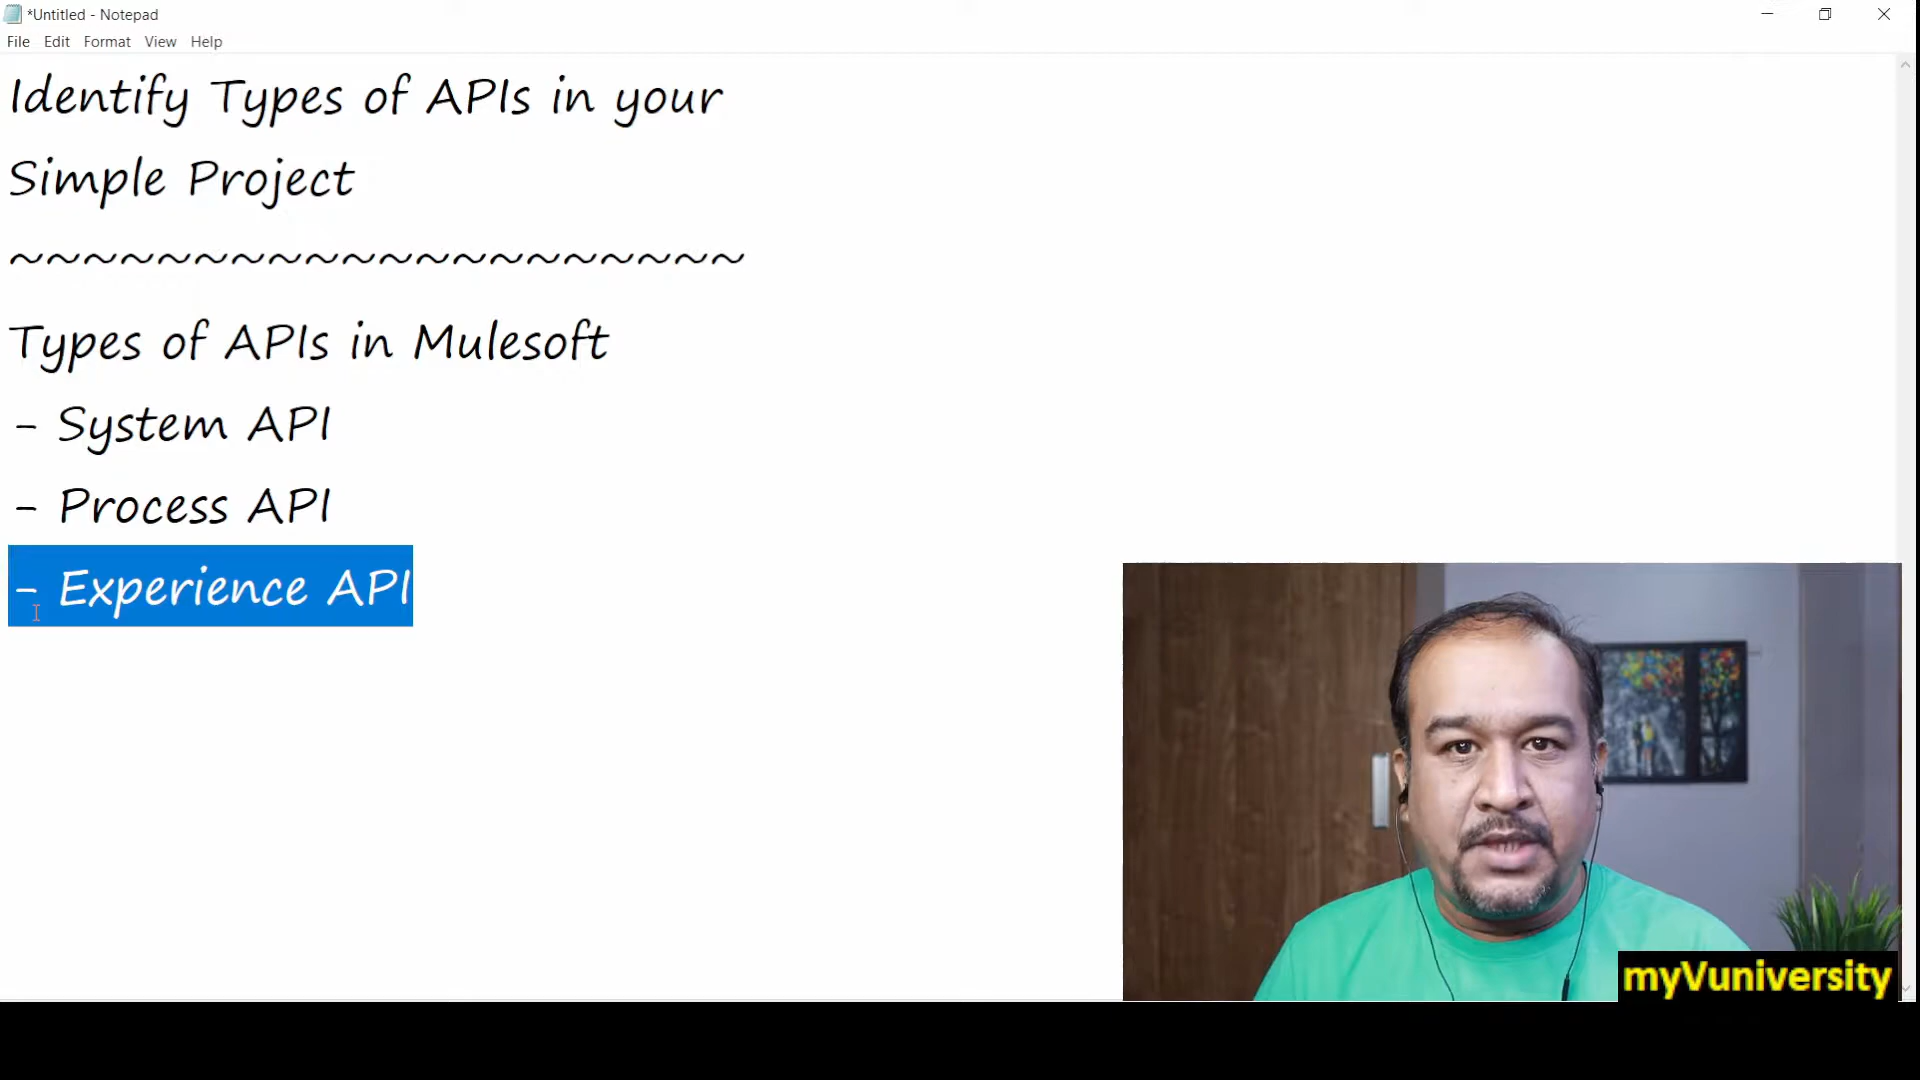 *Untitled - Notepad
File Edit Format View Help
Identify Types of APIs in your
Simple Project
~~~~~~~~~~~~~~~~~~~~
Types of APIs in Mulesoft
- System API
- Process API
- Experience API
myVuniversity